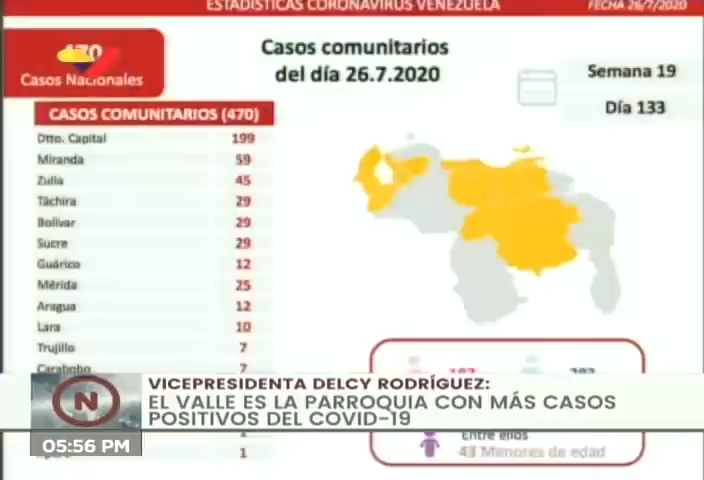 ESTADÍSTICAS CORONAVIRUS VENEZUELA
FECHA 26/7/2020
470
Casos Nacionales
Casos comunitarios
del día 26.7.2020
Semana 19
Día 133
CASOS COMUNITARIOS (470)
Dtto. Capital 199
Miranda 59
Zulia 45
Táchira 29
Bolívar 29
Sucre 29
Guárico 12
Mérida 25
Aragua 12
Lara 10
Trujillo 7
Carabobo 7
1
Entre ellos
43 Menores de edad
VICEPRESIDENTA DELCY RODRÍGUEZ:
EL VALLE ES LA PARROQUIA CON MÁS CASOS
POSITIVOS DEL COVID-19
N
05:56 PM